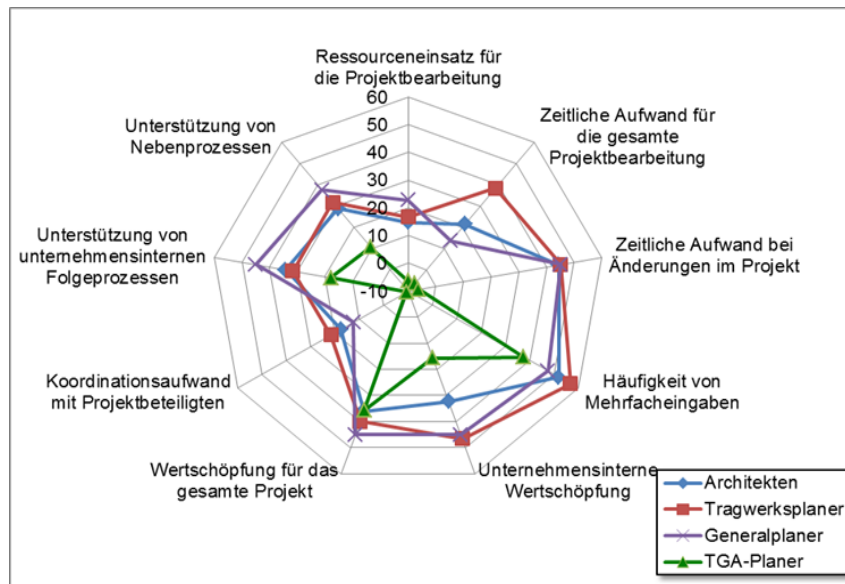 Ressourceneinsatz für
die Projektbearbeitung
Zeitliche Aufwand für
die gesamte
Projektbearbeitung
Zeitliche Aufwand bei
Änderungen im Projekt
Häufigkeit von
Mehrfacheingaben
Unternehmensinterne
Wertschöpfung
Wertschöpfung für das
gesamte Projekt
Koordinationsaufwand
mit Projektbeteiligten
Unterstützung von
unternehmensinternen
Folgeprozessen
Unterstützung von
Nebenprozessen
60
50
40
30
20
10
0
-10
Architekten
Tragwerksplaner
Generalplaner
TGA-Planer